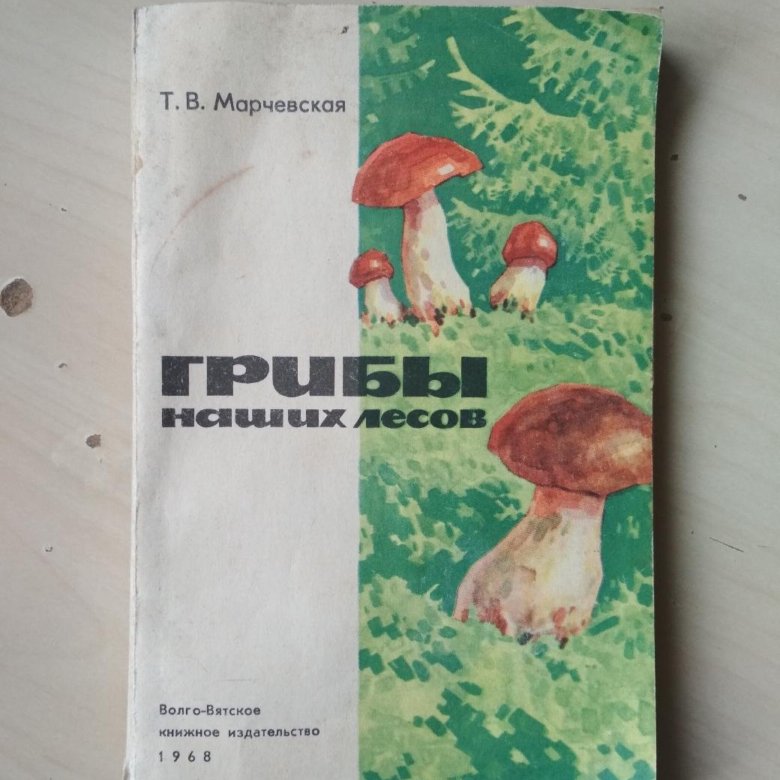 Т. В. Марчевская
ГРИБЫ
наших лесов
Волго-Вятское
книжное издательство
1968